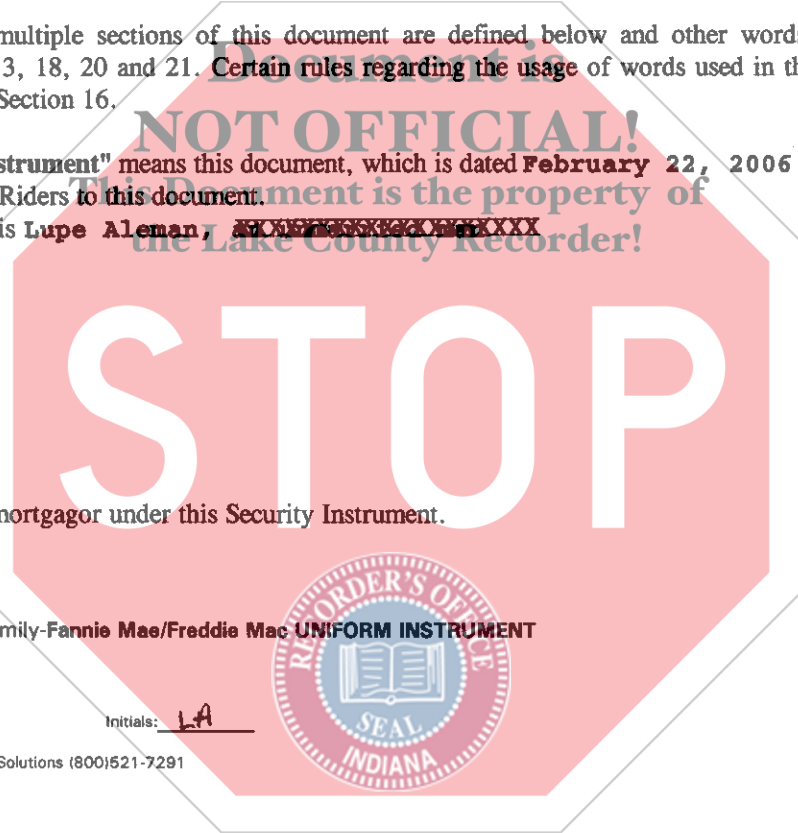 multiple sections of this document are defined below and other words
3, 18, 20 and 21. Certain rules regarding the usage of words used in th
Section 16.
Document is
NOT OFFICIAL!
strument" means this document, which is dated February 22, 2006
This Document is the property of
Riders to this document.
is Lupe Aleman,
the Lake County Recorder!
STOP
mortgagor under this Security Instrument.
RECORDER'S OFFICE
mily-Fannie Mae/Freddie Mac UNIFORM INSTRUMENT
Initials: LA
SEAL
INDIANA
Solutions (800)521-7291